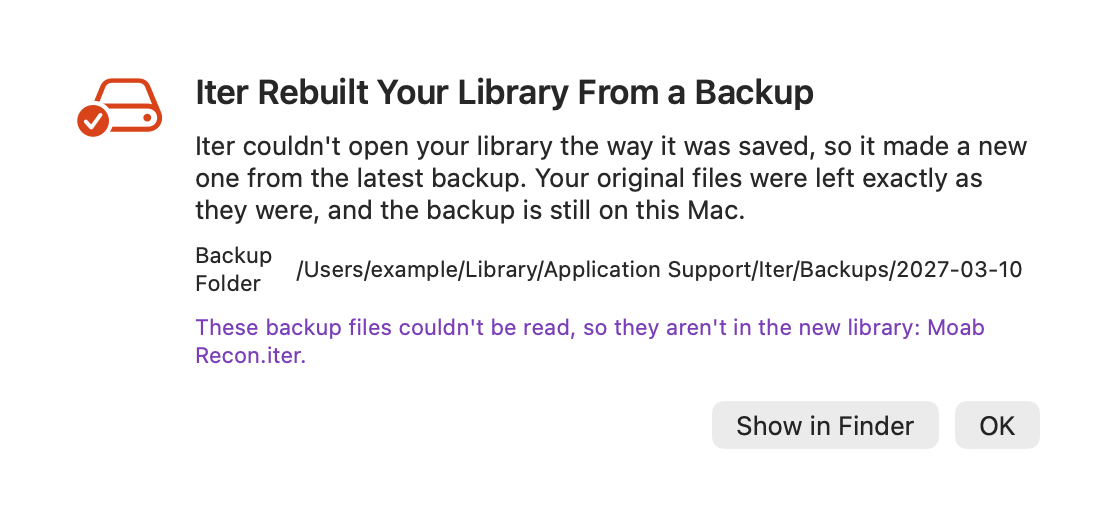 Iter Rebuilt Your Library From a Backup
Iter couldn't open your library the way it was saved, so it made a new
one from the latest backup. Your original files were left exactly as
they were, and the backup is still on this Mac.
Backup
Folder
/Users/example/Library/Application Support/Iter/Backups/2027-03-10
These backup files couldn't be read, so they aren't in the new library: Moab
Recon.iter.
Show in Finder
OK